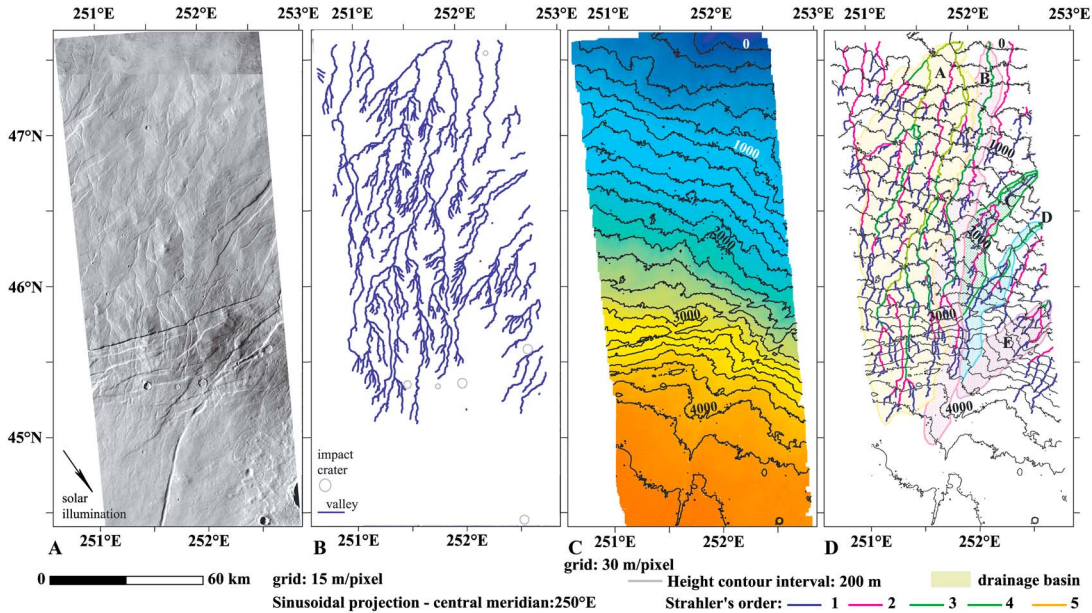 251°E 252°E 253°E 251°E 252°E 253°E 251°E 252°E 253°E 251°E 252°E 253°E
47°N
46°N
45°N
0
1000
2000
3000
4000
A
B
0
1000
C
2000
D
3000
E
4000
solar
illumination
impact
crater
valley
A B C D
251°E 252°E 251°E 252°E 251°E 252°E 251°E 252°E
0 60 km
grid: 15 m/pixel
grid: 30 m/pixel
Sinusoidal projection - central meridian:250°E
Height contour interval: 200 m drainage basin
Strahler's order: 1 2 3 4 5